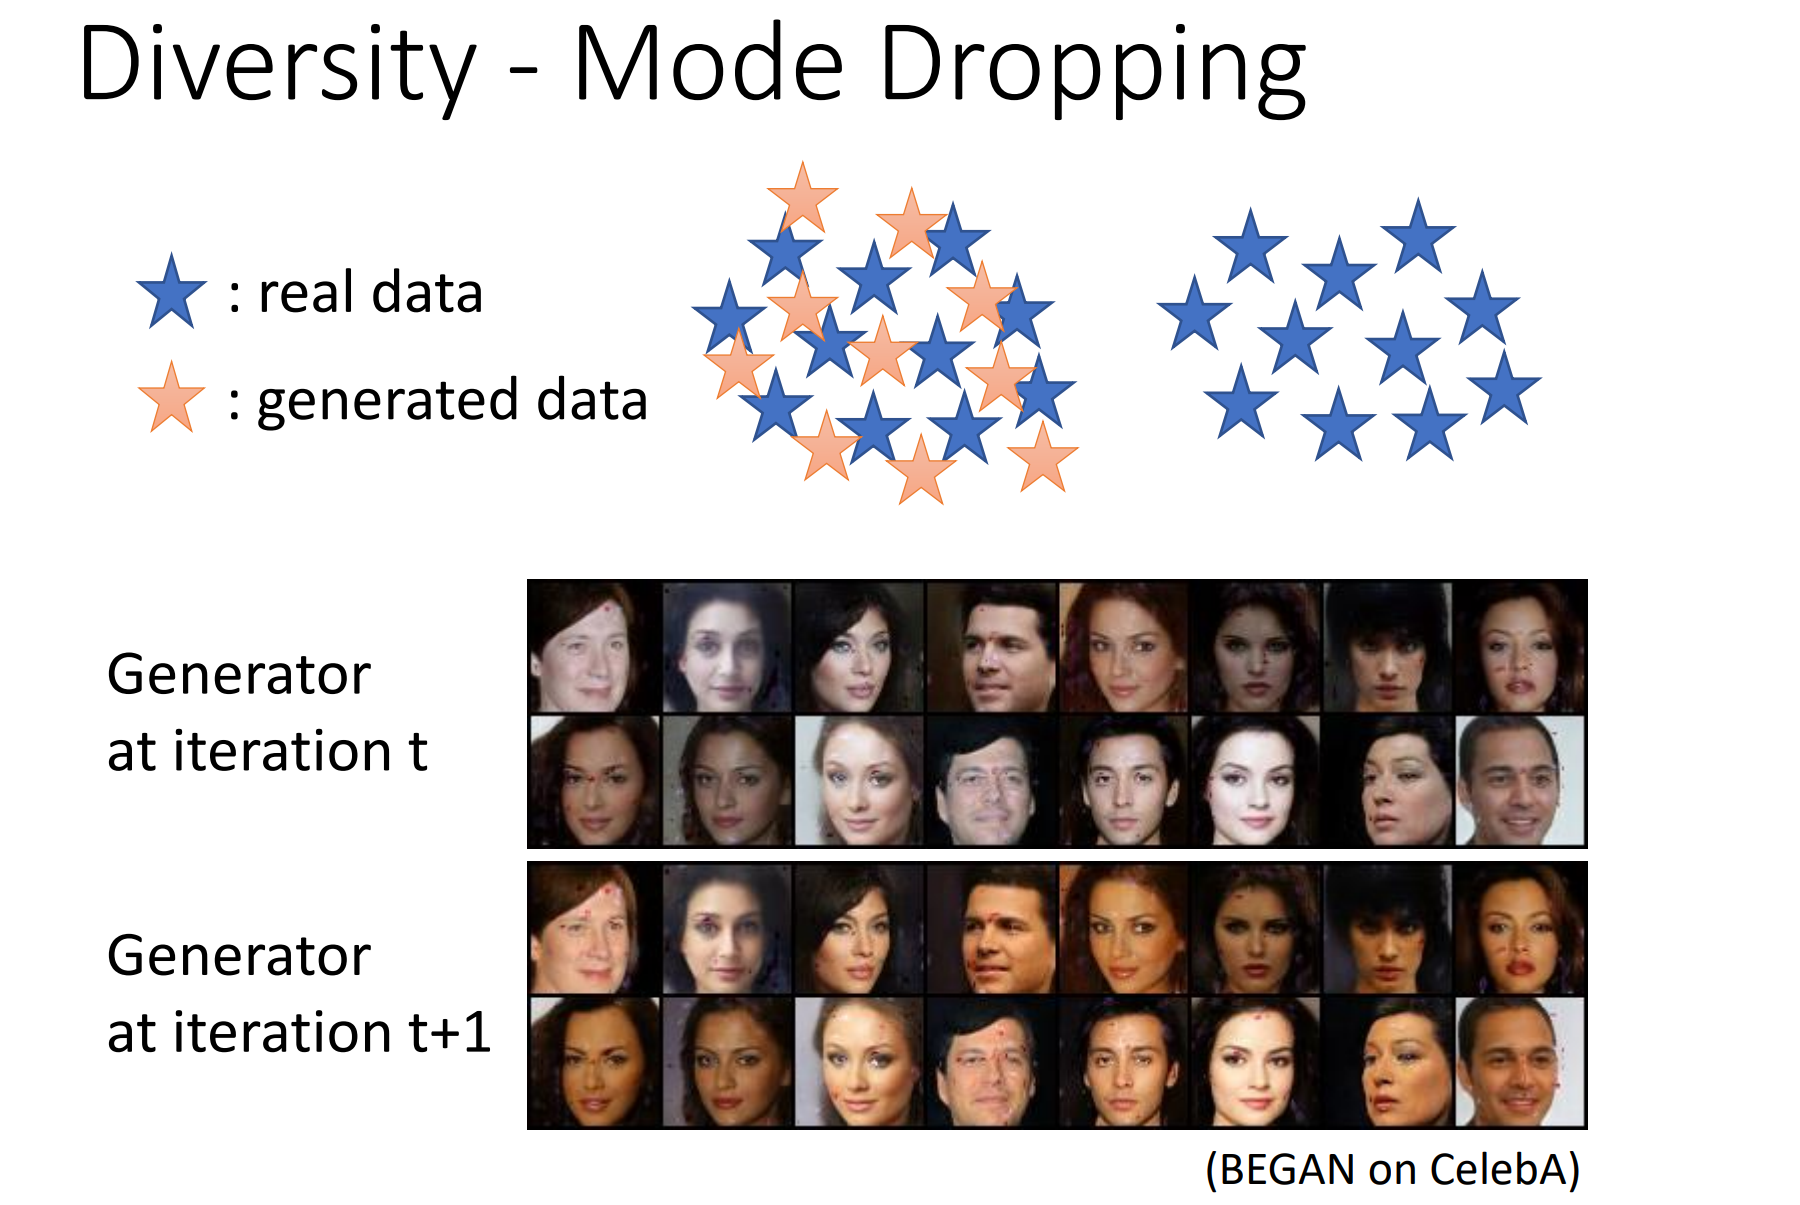 Diversity - Mode Dropping
: real data
: generated data
Generator
at iteration t
Generator
at iteration t+1
(BEGAN on CelebA)